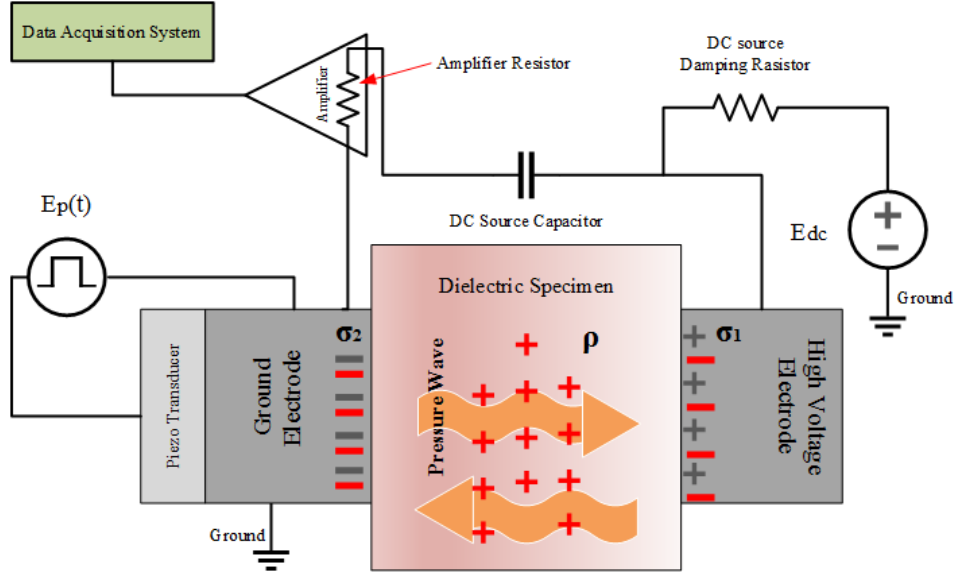 Data Acquisition System
Amplifier
Amplifier Resistor
DC source
Damping Rasistor
DC Source Capacitor
Ep(t)
Edc
Ground
Dielectric Specimen
Piezo Transducer
Ground
Electrode
σ2
Pressure Wave
ρ
σ1
High Voltage
Electrode
Ground